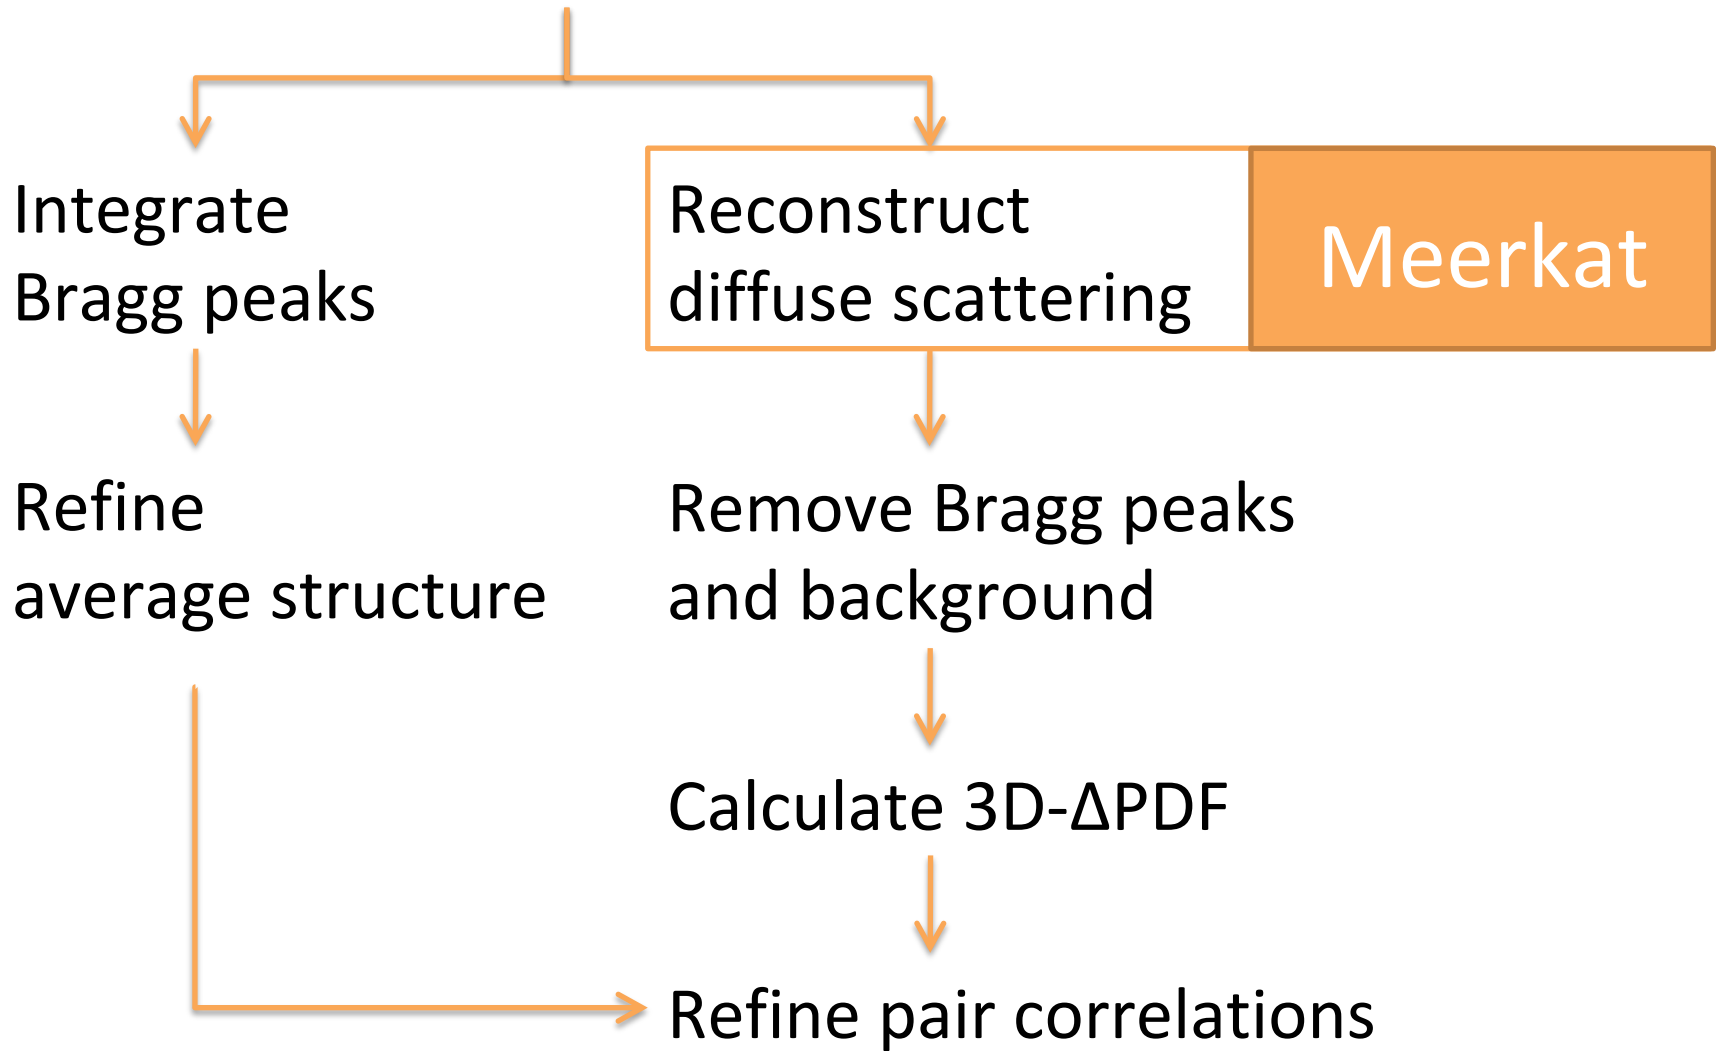 Integrate
Bragg peaks
Reconstruct
diffuse scattering
Meerkat
Refine
average structure
Remove Bragg peaks
and background
Calculate 3D-ΔPDF
Refine pair correlations